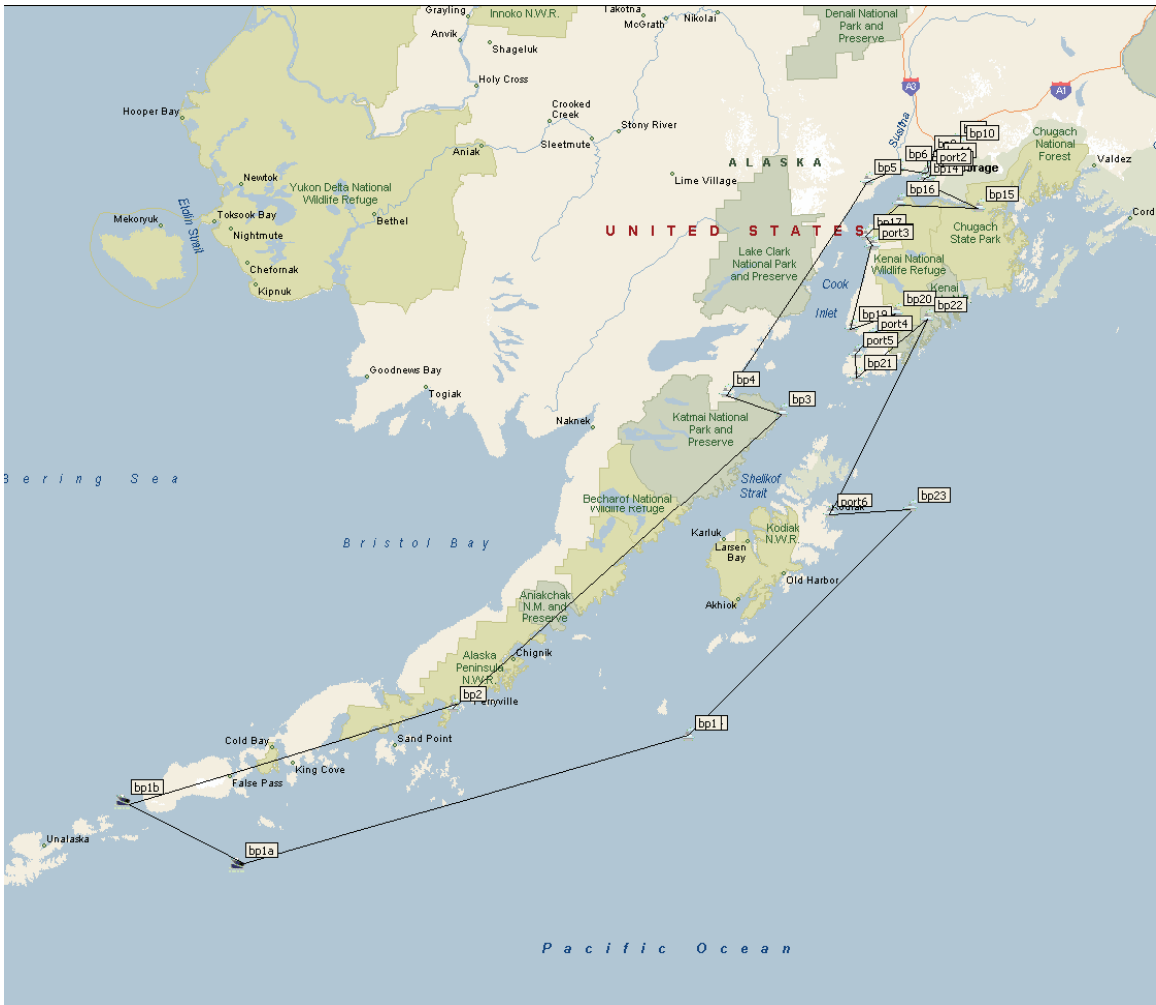 Grayling
Innoko N.W.R.
Takotna
McGrath
Nikolai
Denali National
Park and
Preserve
Anvik
Shageluk
Holy Cross
A3
A1
Hooper Bay
Crooked
Creek
Stony River
Sleetmute
Susitna
bp10
Chugach
National
Forest
Valdez
Aniak
ALASKA
bp6
port2
bp5
bp14
Lime Village
Newtok
Yukon Delta National
Wildlife Refuge
bp16
bp15
Mekoryuk
Eldin Strait
Toksook Bay
Bethel
Nightmute
UNITED STATES
bp17
port3
Cord
Chugach
State Park
Lake Clark
National Park
and Preserve
Kenai National
Wildlife Refuge
Chefornak
Kipnuk
Cook
Inlet
Kenai
bp20
bp22
bp19
port4
port5
bp21
Goodnews Bay
Togiak
bp4
bp3
Naknek
Katmai National
Park and
Preserve
Bering Sea
Shelikof
Strait
Becharof National
Wildlife Refuge
port6
bp23
Kodiak
Kodiak
N.W.R.
Karluk
Larsen
Bay
Bristol Bay
Old Harbor
Akhiok
Aniakchak
N.M. and
Preserve
Alaska
Peninsula
N.W.R.
Chignik
bp2
Perryville
bp1
Cold Bay
Sand Point
King Cove
False Pass
bp1b
Unalaska
bp1a
Pacific Ocean